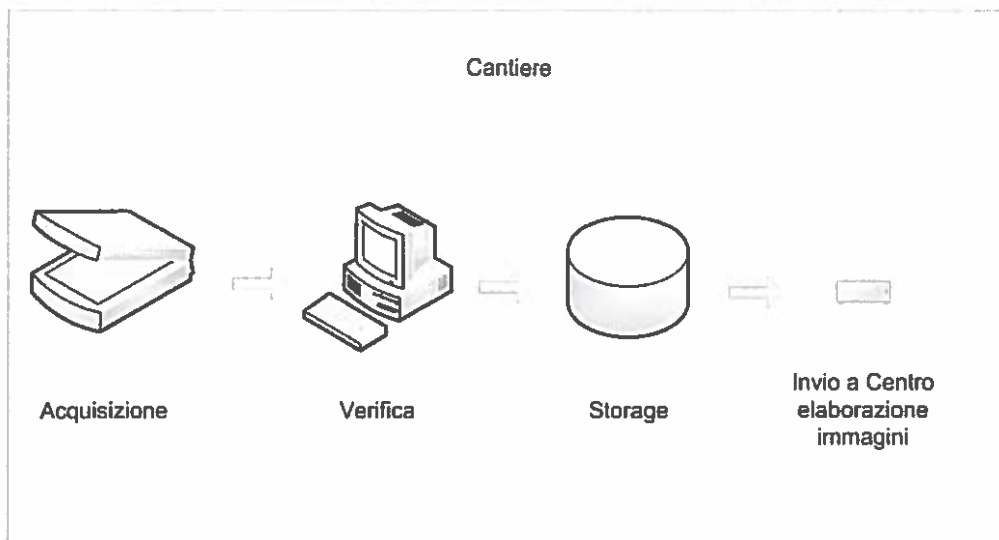 Cantiere
Acquisizione
Verifica
Storage
Invio a Centro
elaborazione
immagini